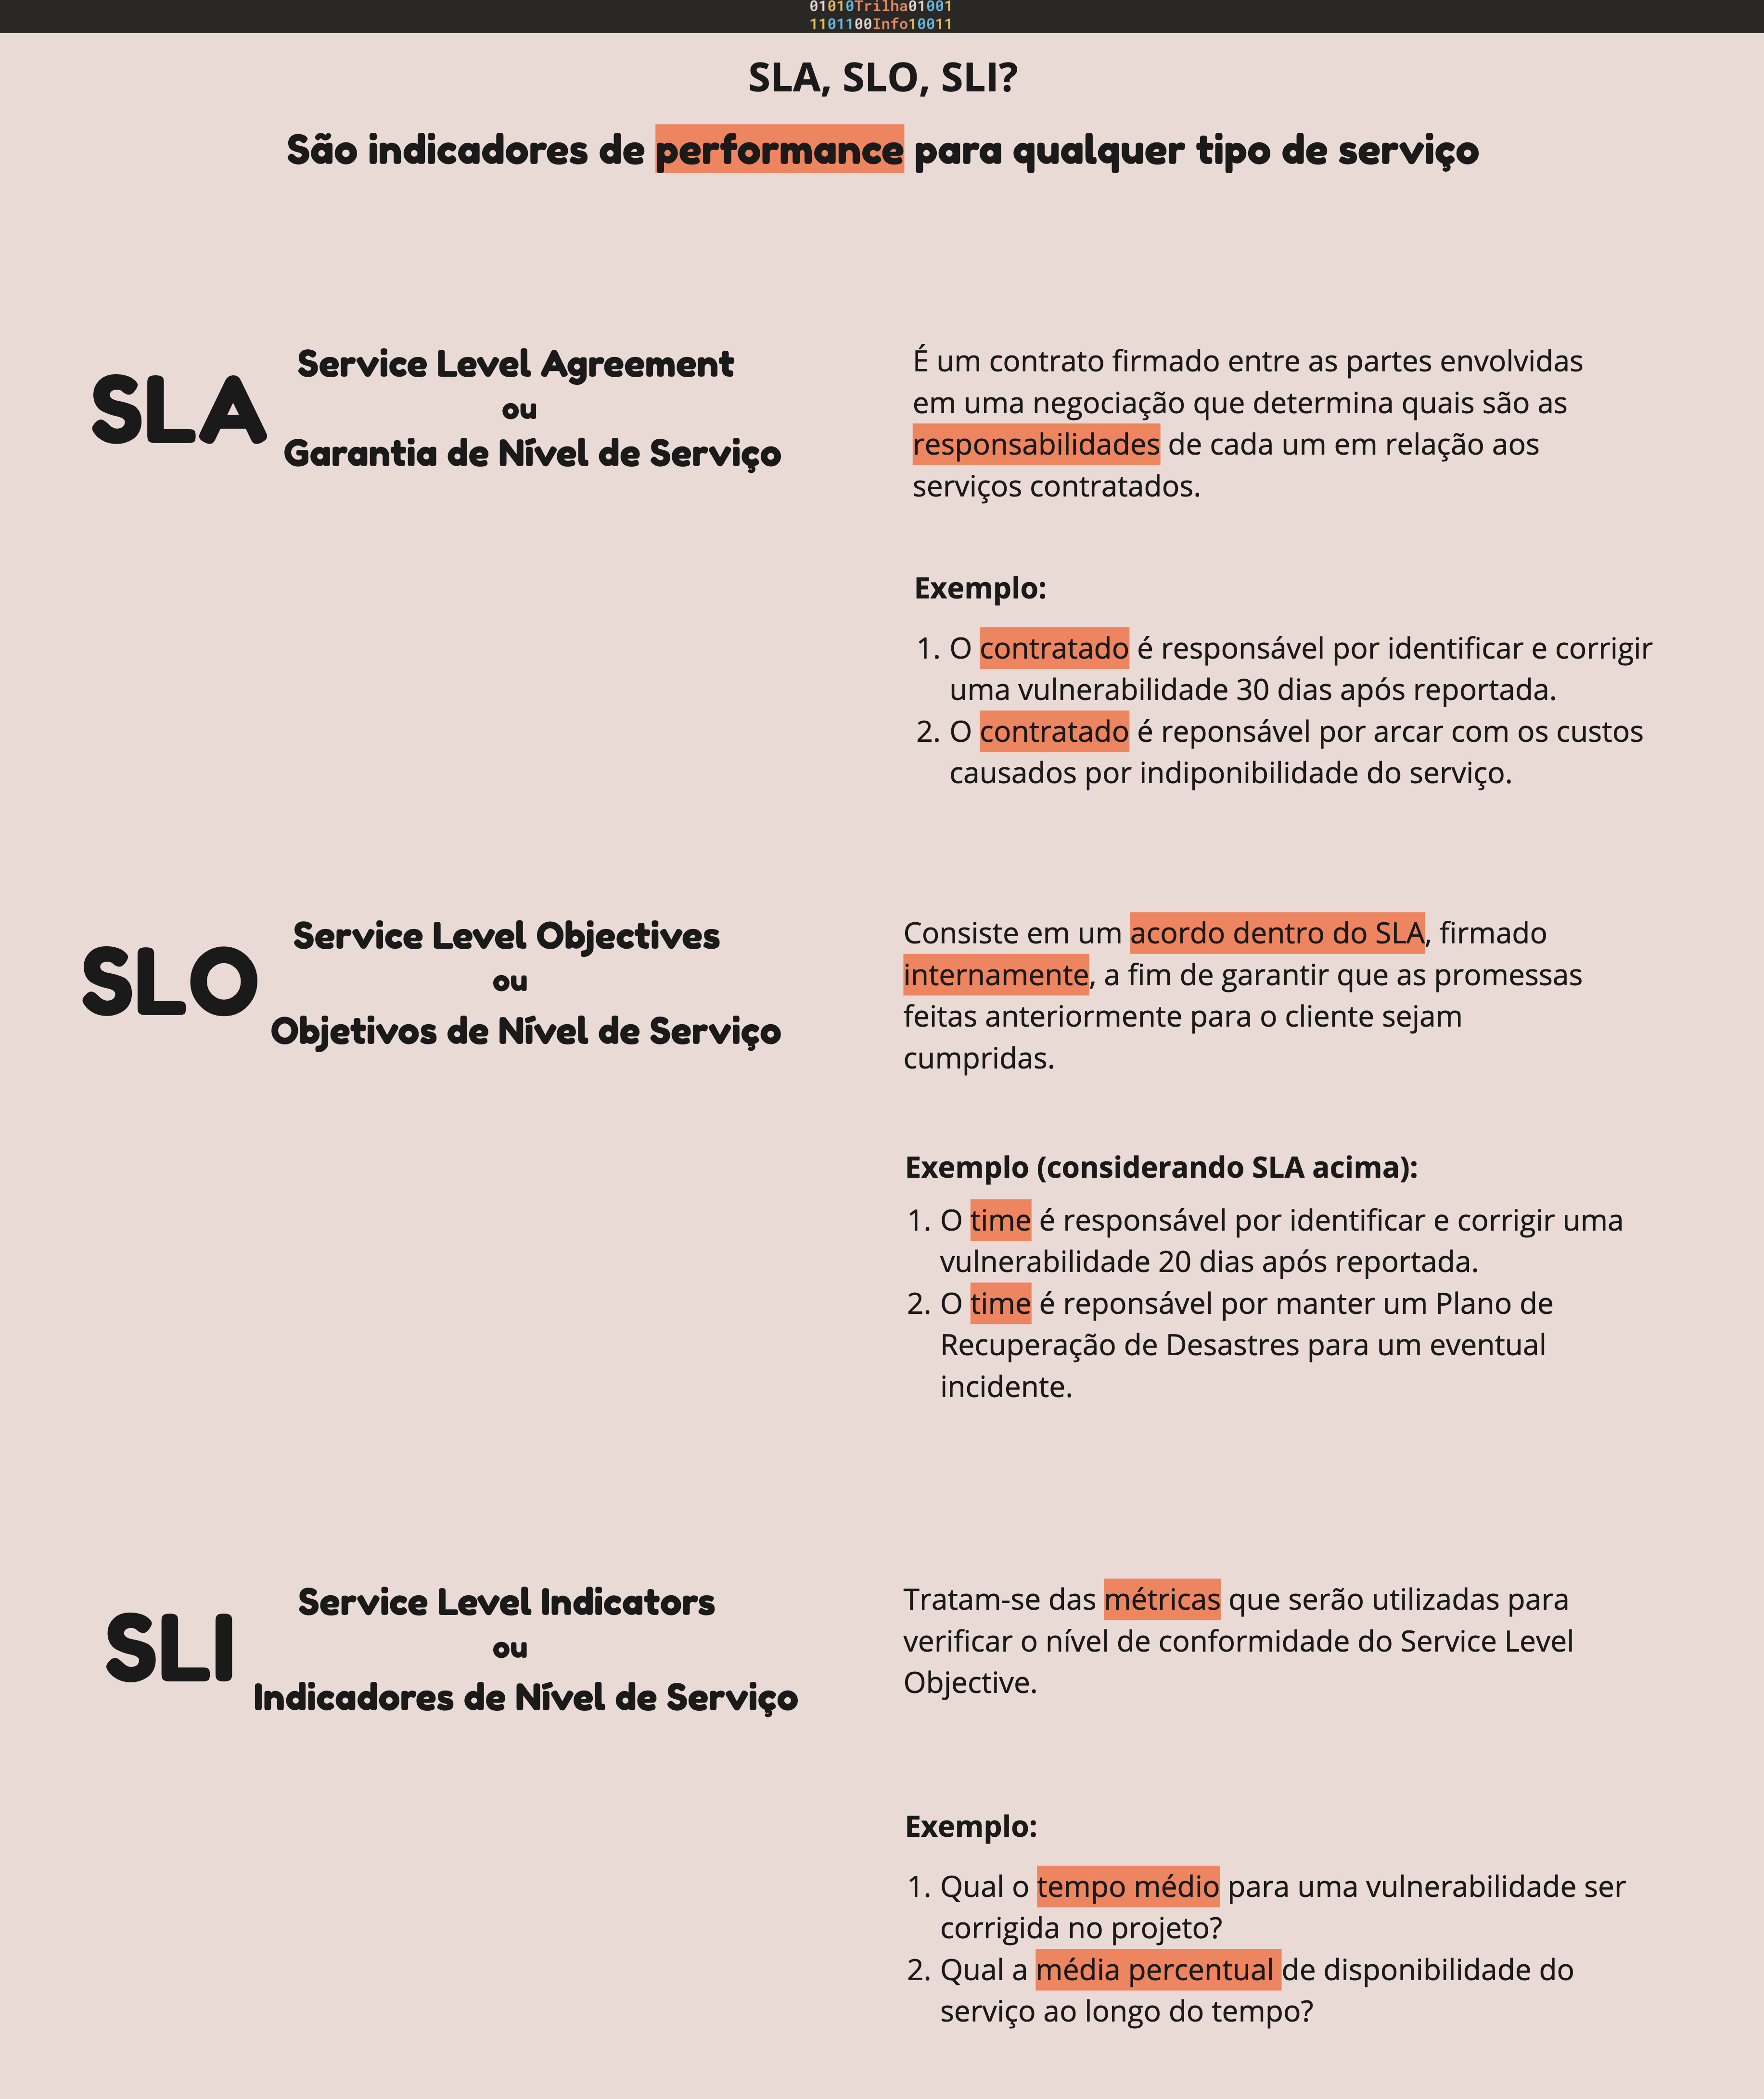 01010Trilha01001
1101100Info10011
SLA, SLO, SLI?
São indicadores de performance para qualquer tipo de serviço
SLA
Service Level Agreement
ou
Garantia de Nível de Serviço
É um contrato firmado entre as partes envolvidas
em uma negociação que determina quais são as
responsabilidades de cada um em relação aos
serviços contratados.
Exemplo:
1. O contratado é responsável por identificar e corrigir
uma vulnerabilidade 30 dias após reportada.
2. O contratado é reponsável por arcar com os custos
causados por indiponibilidade do serviço.
SLO
Service Level Objectives
ou
Objetivos de Nível de Serviço
Consiste em um acordo dentro do SLA, firmado
internamente, a fim de garantir que as promessas
feitas anteriormente para o cliente sejam
cumpridas.
Exemplo (considerando SLA acima):
1. O time é responsável por identificar e corrigir uma
vulnerabilidade 20 dias após reportada.
2. O time é reponsável por manter um Plano de
Recuperação de Desastres para um eventual
incidente.
SLI
Service Level Indicators
ou
Indicadores de Nível de Serviço
Tratam-se das métricas que serão utilizadas para
verificar o nível de conformidade do Service Level
Objective.
Exemplo:
1. Qual o tempo médio para uma vulnerabilidade ser
corrigida no projeto?
2. Qual a média percentual de disponibilidade do
serviço ao longo do tempo?